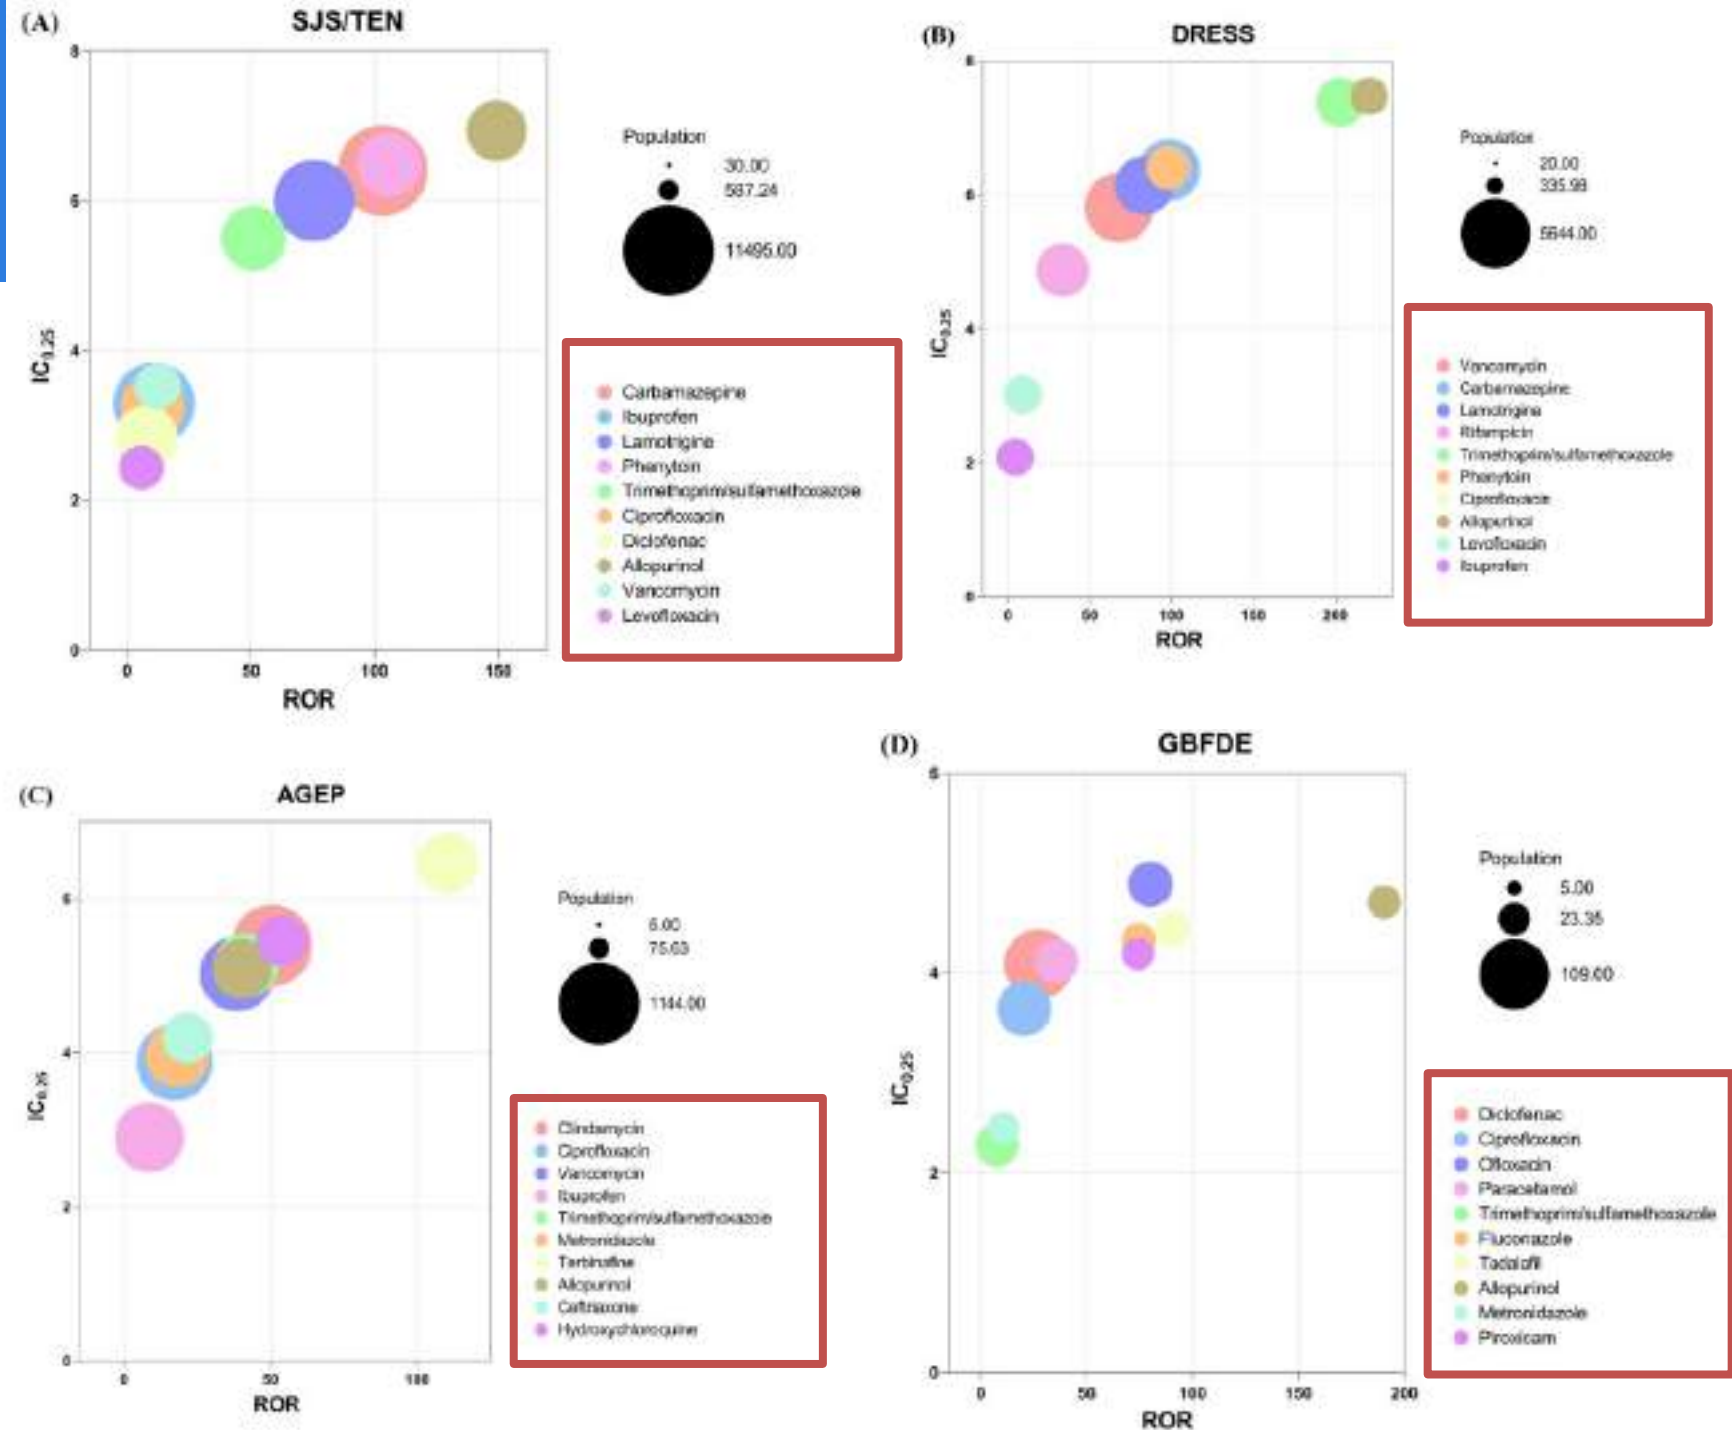 (A)
SJS/TEN
8
6
4
2
0
IC0.25
0 50 100 150
ROR
Population
30.00
587.24
11495.00
Carbamazepine
Ibuprofen
Lamotrigine
Phenytoin
Trimethoprim/sulfamethoxazole
Ciprofloxacin
Diclofenac
Allopurinol
Vancomycin
Levofloxacin
(B)
DRESS
8
6
4
2
0
IC0.25
0 50 100 150 200
ROR
Population
20.00
335.98
5644.00
Vancomycin
Carbamazepine
Lamotrigine
Rifampicin
Trimethoprim/sulfamethoxazole
Phenytoin
Ciprofloxacin
Allopurinol
Levofloxacin
Ibuprofen
(C)
AGEP
6
4
2
0
IC0.25
0 50 100
ROR
Population
5.00
75.63
1144.00
Clindamycin
Ciprofloxacin
Vancomycin
Ibuprofen
Trimethoprim/sulfamethoxazole
Metronidazole
Terbinafine
Allopurinol
Ceftriaxone
Hydroxychloroquine
(D)
GBFDE
6
4
2
0
IC0.25
0 50 100 150 200
ROR
Population
5.00
23.35
109.00
Diclofenac
Ciprofloxacin
Ofloxacin
Paracetamol
Trimethoprim/sulfamethoxazole
Fluconazole
Tadalafil
Allopurinol
Metronidazole
Piroxicam